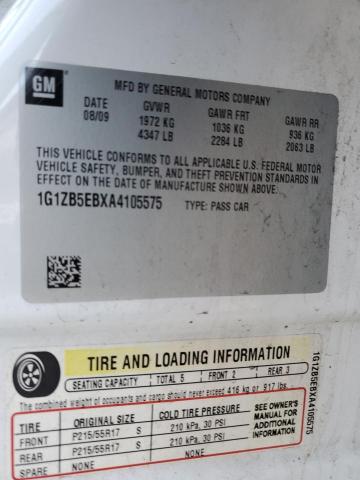 GM
MFD BY GENERAL MOTORS COMPANY
DATE GVWR GAWR FRT GAWR RR
08/09 1972 KG 1036 KG 936 KG
4347 LB 2284 LB 2063 LB
THIS VEHICLE CONFORMS TO ALL APPLICABLE U.S. FEDERAL MOTOR
VEHICLE SAFETY, BUMPER, AND THEFT PREVENTION STANDARDS
IN EFFECT ON THE DATE OF MANUFACTURE SHOWN ABOVE.
1G1ZB5EBXA4105575 TYPE: PASS CAR
TIRE AND LOADING INFORMATION
SEATING CAPACITY TOTAL 5 FRONT 2 REAR 3
The combined weight of occupants and cargo should never exceed 416 kg or 917 lbs.
TIRE ORIGINAL SIZE COLD TIRE PRESSURE
FRONT P215/55R17 S 210 kPa, 30 PSI
REAR P215/55R17 S 210 kPa, 30 PSI
SPARE NONE NONE
SEE OWNER'S
MANUAL FOR
ADDITIONAL
INFORMATION
1G1ZB5EBXA4105575